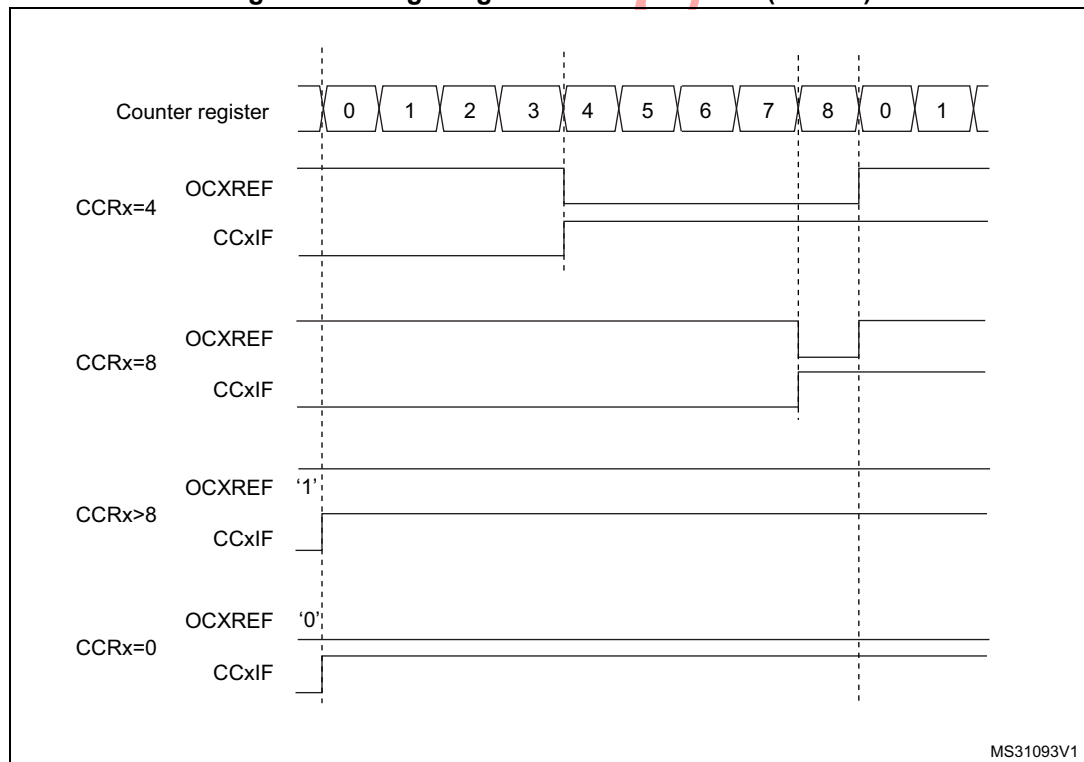 Counter register 0 1 2 3 4 5 6 7 8 0 1
OCXREF
CCRx=4
CCxIF
OCXREF
CCRx=8
CCxIF
OCXREF ‘1’
CCRx>8
CCxIF
OCXREF ‘0’
CCRx=0
CCxIF
MS31093V1